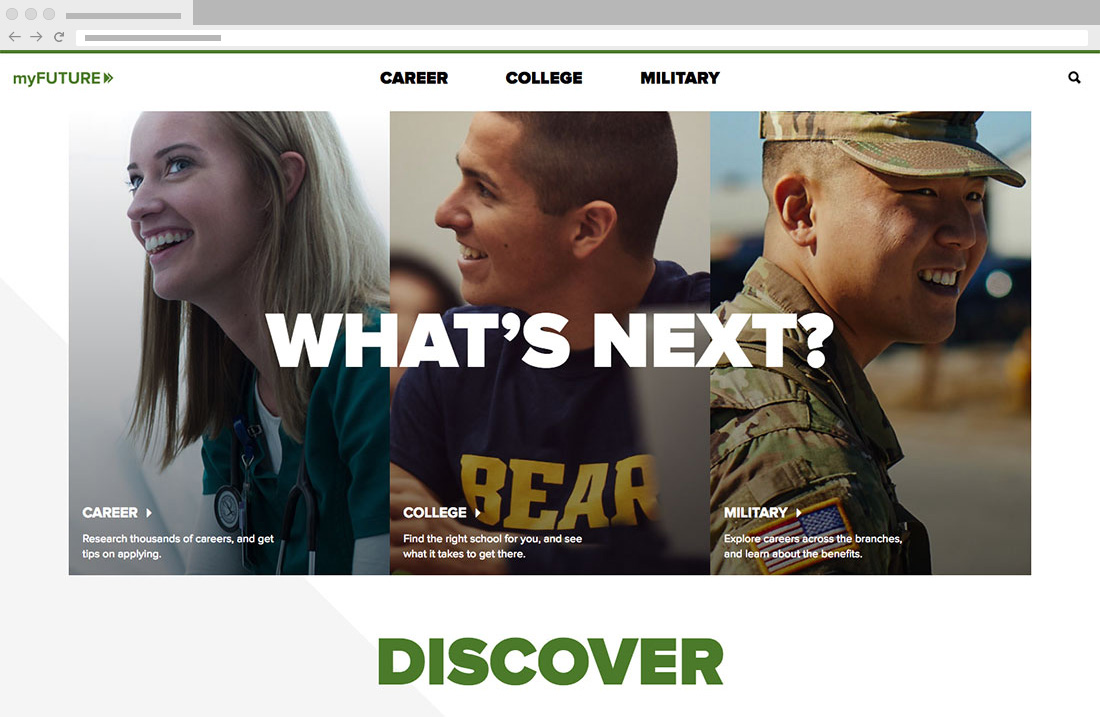 myFUTURE
CAREER COLLEGE MILITARY
WHAT'S NEXT?
BEAR
CAREER
Research thousands of careers, and get
tips on applying.
COLLEGE
Find the right school for you, and see
what it takes to get there.
MILITARY
Explore careers across the branches,
and learn about the benefits.
DISCOVER